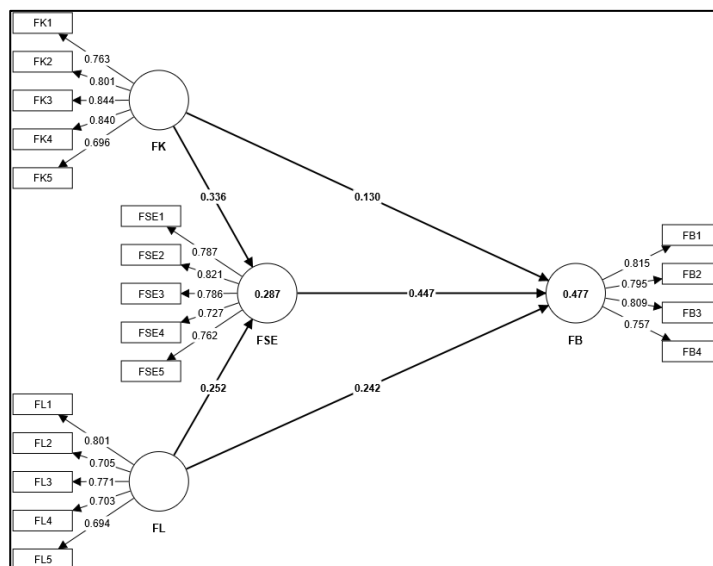 FK1
0.763
FK2
0.801
FK3
0.844
FK4
0.840
FK5
0.696
FK
0.336
0.130
FSE1
0.787
FSE2
0.821
FSE3
0.786
FSE4
0.727
FSE5
0.762
0.287
FSE
0.447
0.477
FB
FB1
0.815
FB2
0.795
FB3
0.809
FB4
0.757
0.252
0.242
FL1
0.801
FL2
0.705
FL3
0.771
FL4
0.703
FL5
0.694
FL